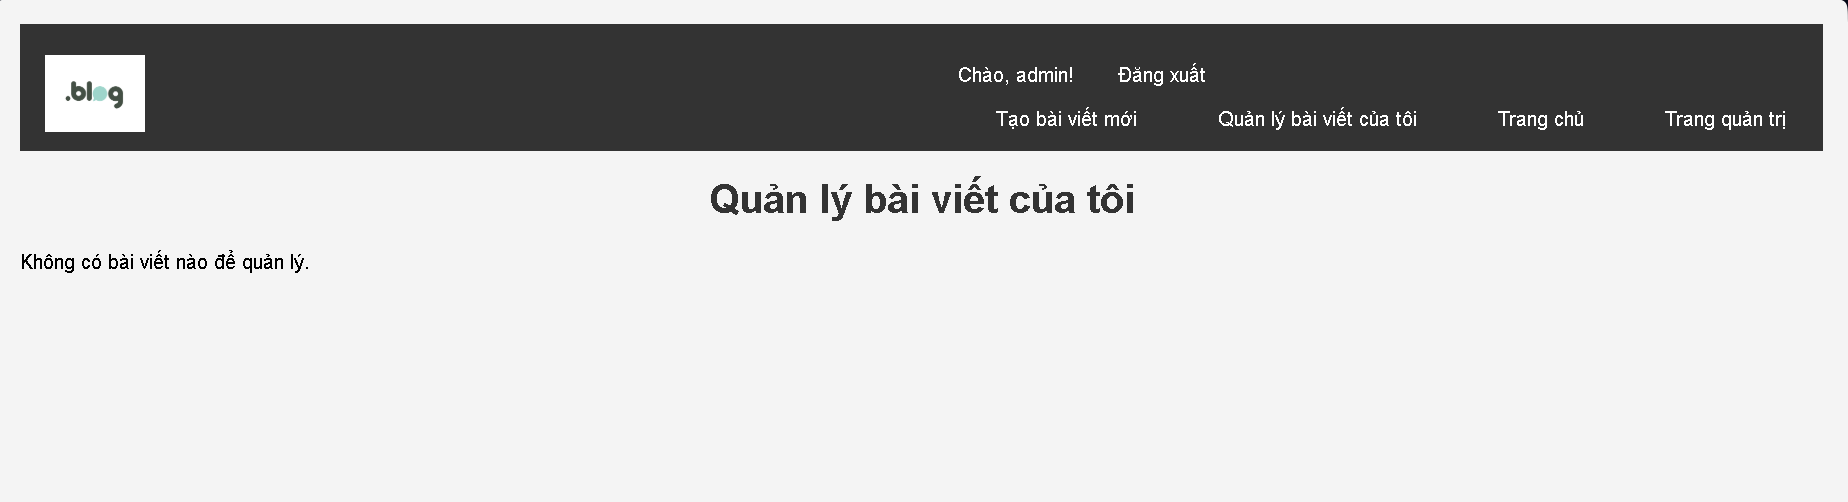 .blog
Chào, admin! Đăng xuất
Tạo bài viết mới Quản lý bài viết của tôi Trang chủ Trang quản trị
Quản lý bài viết của tôi
Không có bài viết nào để quản lý.